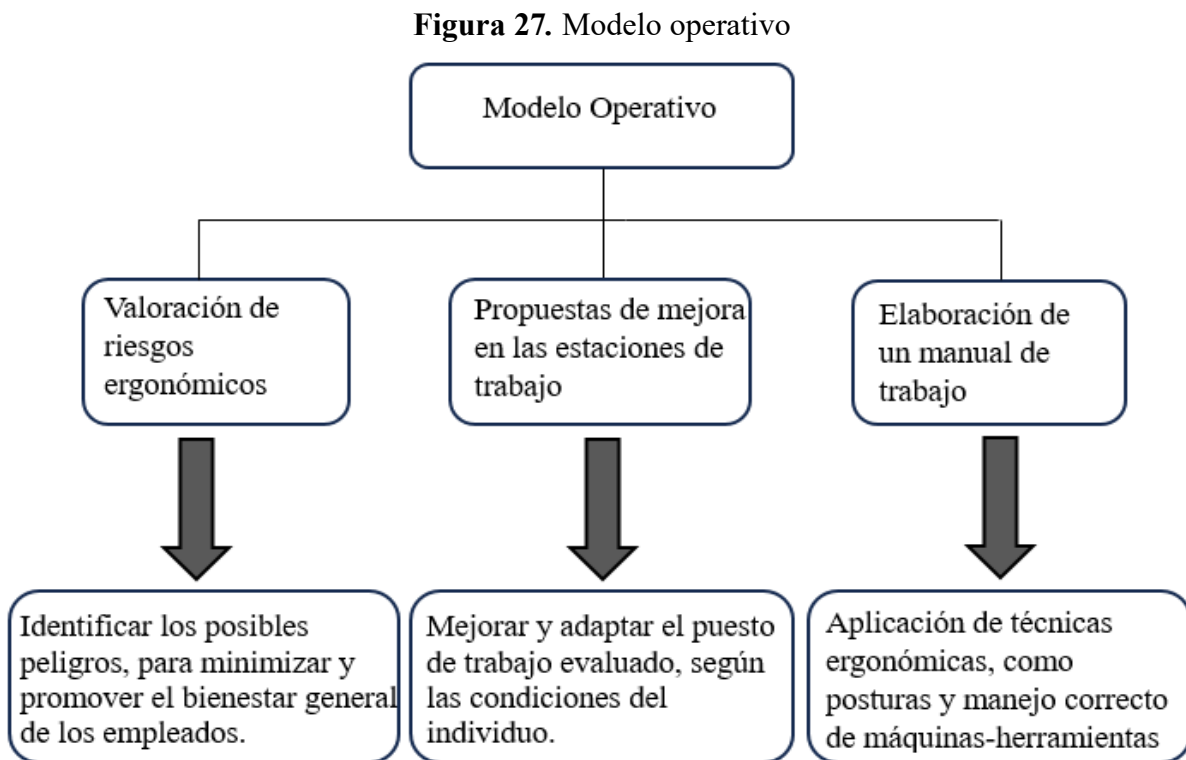 Figura 27. Modelo operativo
Modelo Operativo
Valoración de
riesgos
ergonómicos
Propuestas de mejora
en las estaciones de
trabajo
Elaboración de
un manual de
trabajo
Identificar los posibles
peligros, para minimizar y
promover el bienestar general
de los empleados.
Mejorar y adaptar el puesto
de trabajo evaluado, según
las condiciones del
individuo.
Aplicación de técnicas
ergonómicas, como
posturas y manejo correcto
de máquinas-herramientas